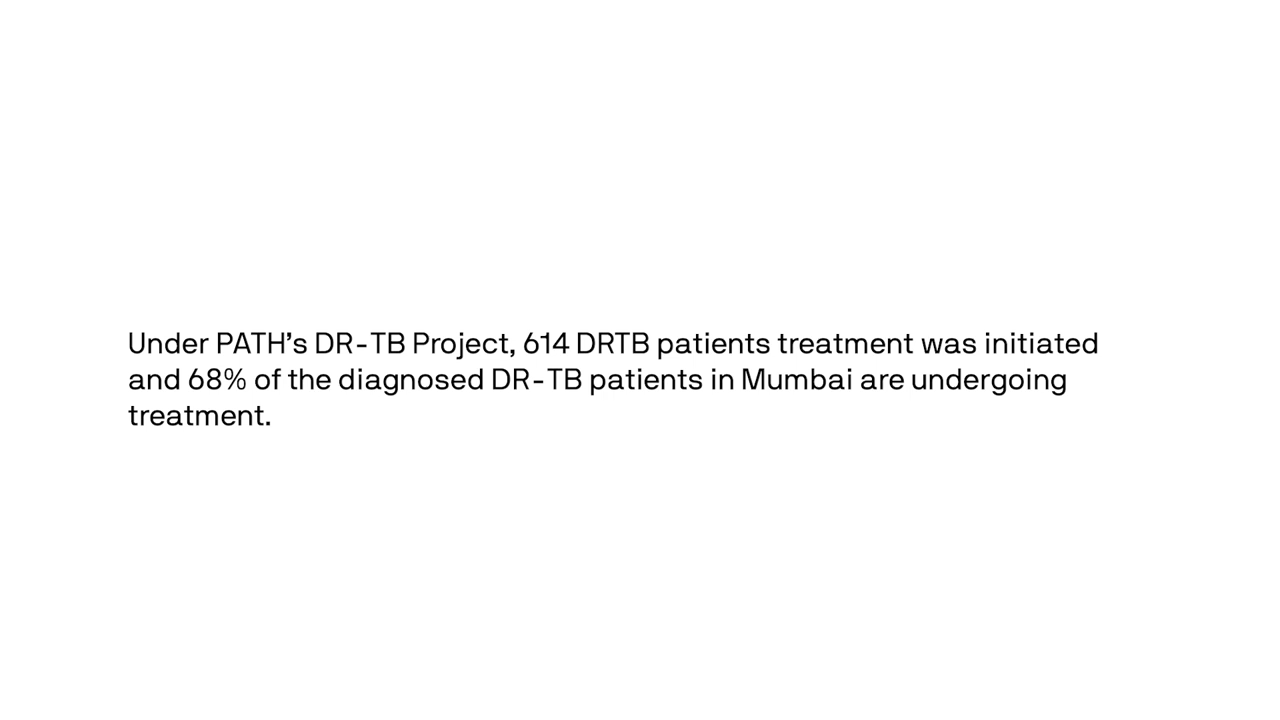 Under PATH’s DR-TB Project, 614 DRTB patients treatment was initiated
and 68% of the diagnosed DR-TB patients in Mumbai are undergoing
treatment.